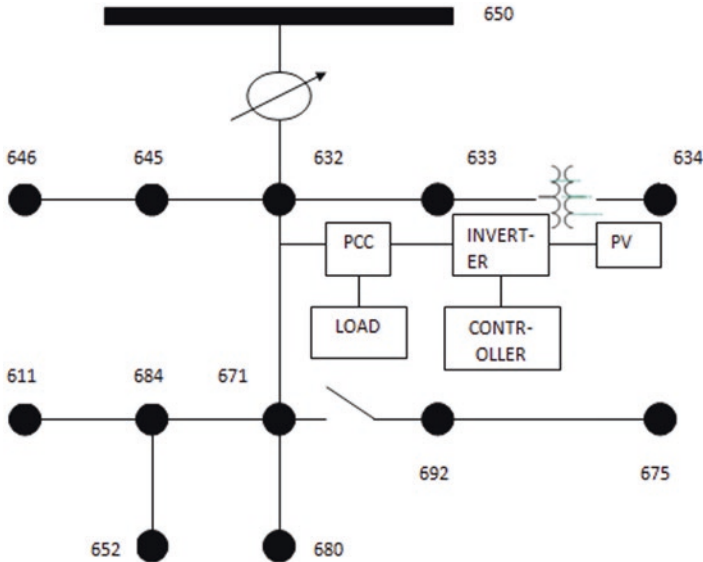 650
646
645
632
633
634
PCC
INVERT-
ER
PV
LOAD
CONTR-
OLLER
611
684
671
692
675
652
680